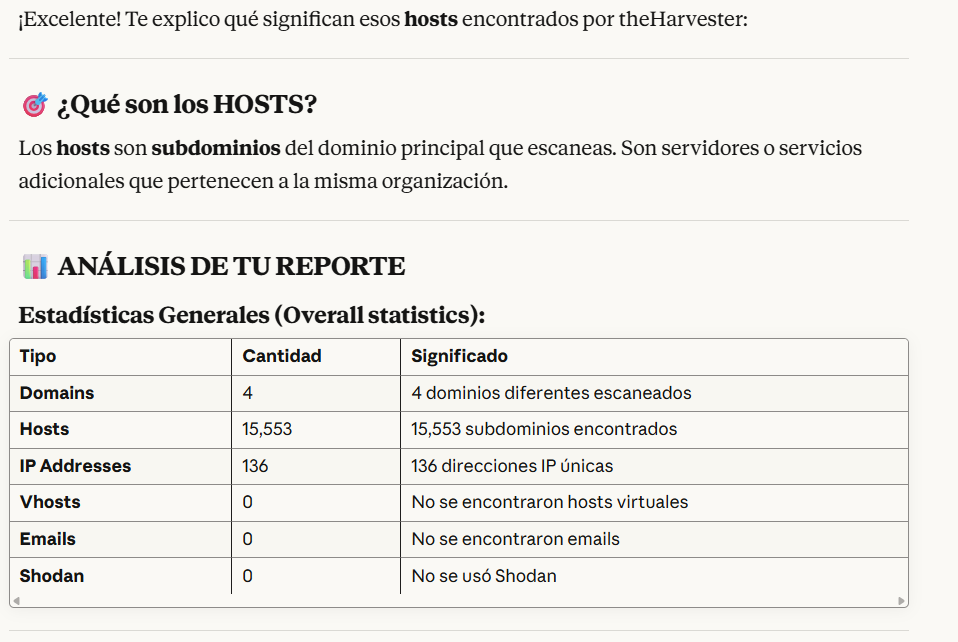 ¡Excelente! Te explico qué significan esos hosts encontrados por theHarvester:
🎯 ¿Qué son los HOSTS?
Los hosts son subdominios del dominio principal que escaneas. Son servidores o servicios
adicionales que pertenecen a la misma organización.
📊 ANÁLISIS DE TU REPORTE
Estadísticas Generales (Overall statistics):
Tipo Cantidad Significado
Domains 4 4 dominios diferentes escaneados
Hosts 15,553 15,553 subdominios encontrados
IP Addresses 136 136 direcciones IP únicas
Vhosts 0 No se encontraron hosts virtuales
Emails 0 No se encontraron emails
Shodan 0 No se usó Shodan